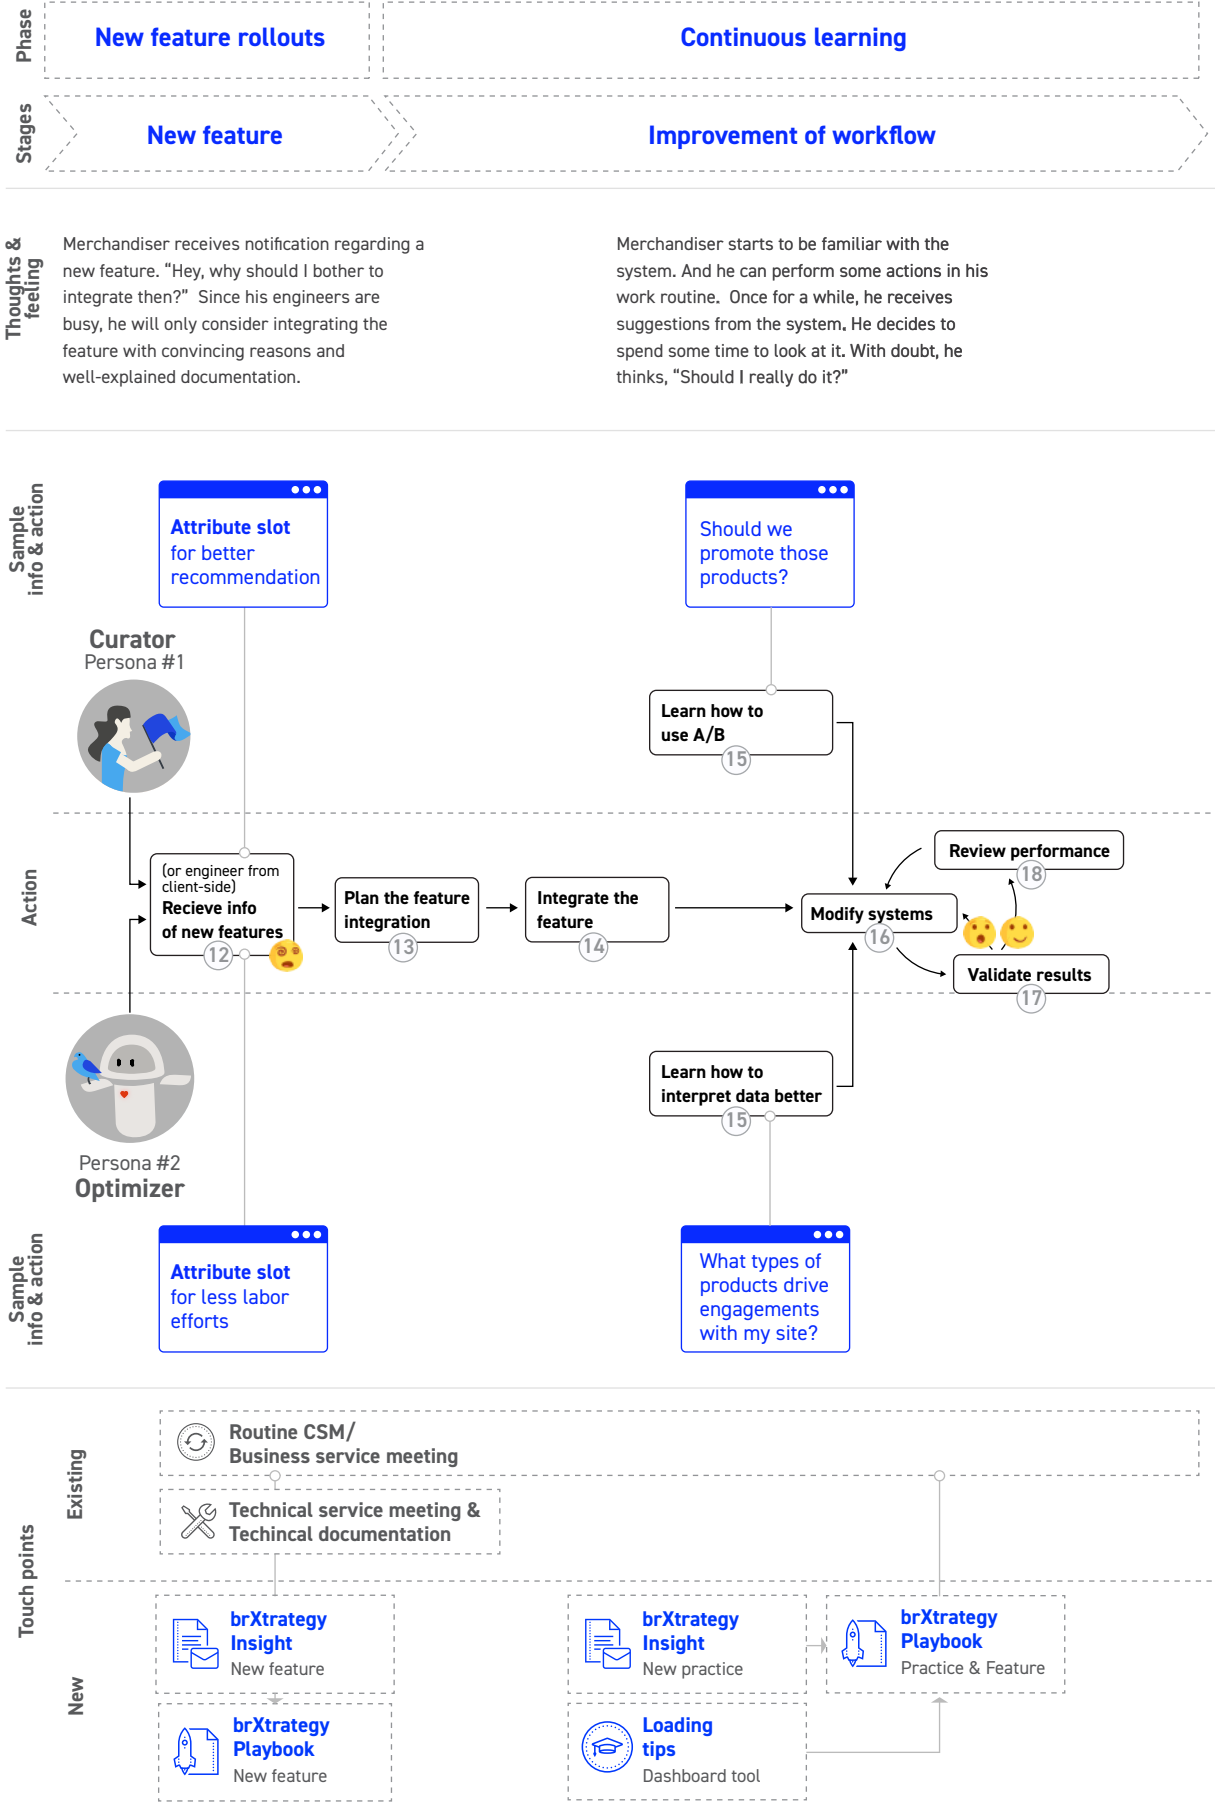 Phase
New feature rollouts
Continuous learning
Stages
New feature
Improvement of workflow
Thoughts &
feeling
Merchandiser receives notification regarding a
new feature. “Hey, why should I bother to
integrate then?”  Since his engineers are
busy, he will only consider integrating the
feature with convincing reasons and
well-explained documentation.
Merchandiser starts to be familiar with the
system. And he can perform some actions in his
work routine.  Once for a while, he receives
suggestions from the system. He decides to
spend some time to look at it. With doubt, he
thinks, “Should I really do it?”
Sample
info & action
Attribute slot
for better
recommendation
Should we
promote those
products?
Curator
Persona #1
Learn how to
use A/B
15
Action
(or engineer from
client-side)
Recieve info
of new features
12
Plan the feature
integration
13
Integrate the
feature
14
Modify systems
16
Review performance
18
Validate results
17
Learn how to
interpret data better
15
Persona #2
Optimizer
Sample
info & action
Attribute slot
for less labor
efforts
What types of
products drive
engagements
with my site?
Touch points
Existing
Routine CSM/
Business service meeting
Technical service meeting &
Techincal documentation
New
brXtrategy
Insight
New feature
brXtrategy
Playbook
New feature
brXtrategy
Insight
New practice
brXtrategy
Playbook
Practice & Feature
Loading
tips
Dashboard tool